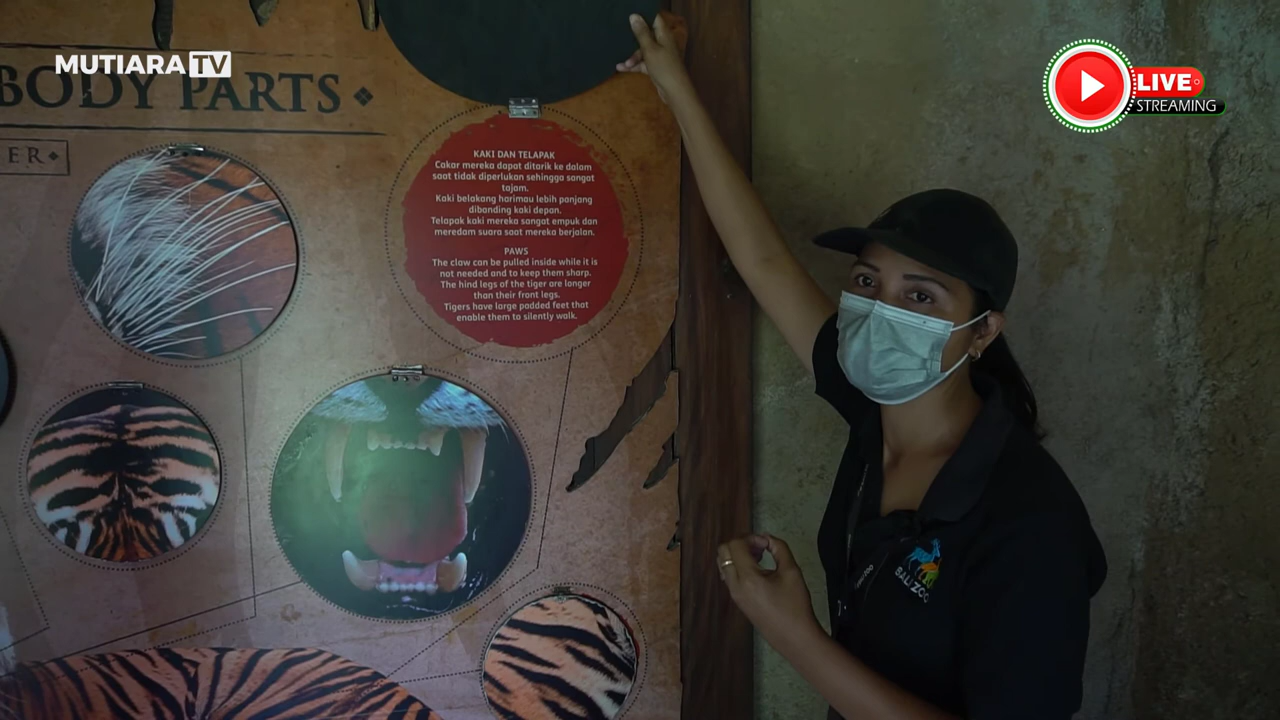 MUTIARA TV
BODY PARTS
ER
LIVE
STREAMING
KAKI DAN TELAPAK
Cakar mereka dapat ditarik ke dalam
saat tidak diperlukan sehingga sangat
tajam.
Kaki belakang harimau lebih panjang
dibanding kaki depan.
Telapak kaki mereka sangat empuk dan
meredam suara saat mereka berjalan.
PAWS
The claw can be pulled inside while it is
not needed and to keep them sharp.
The hind legs of the tiger are longer
than their front legs.
Tigers have large padded feet that
enable them to silently walk.
BALI ZOO